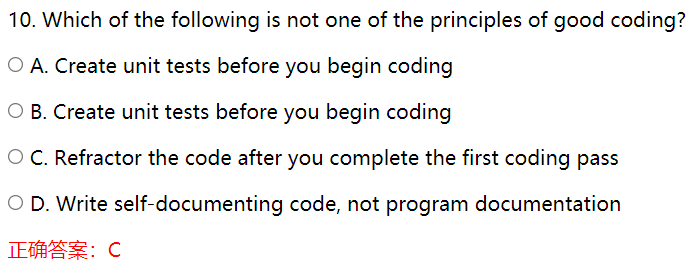 10. Which of the following is not one of the principles of good coding?
A. Create unit tests before you begin coding
B. Create unit tests before you begin coding
C. Refractor the code after you complete the first coding pass
D. Write self-documenting code, not program documentation
正确答案：C